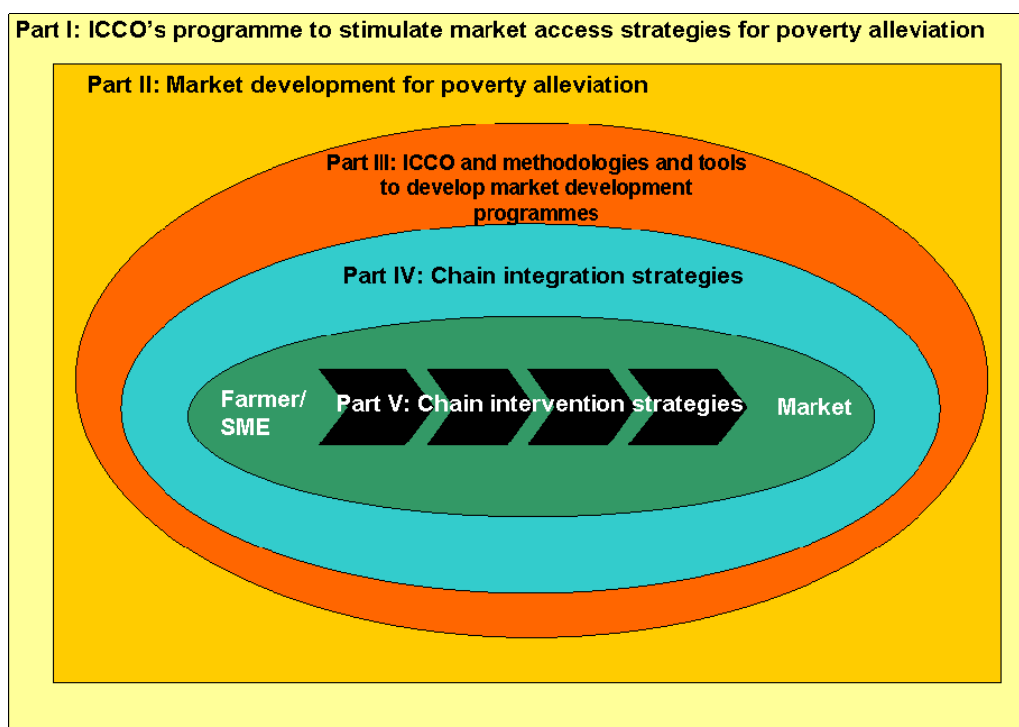 Part I: ICCO's programme to stimulate market access strategies for poverty alleviation
Part II: Market development for poverty alleviation
Part III: ICCO and methodologies and tools
to develop market development
programmes
Part IV: Chain integration strategies
Farmer/
SME
Part V: Chain intervention strategies
Market